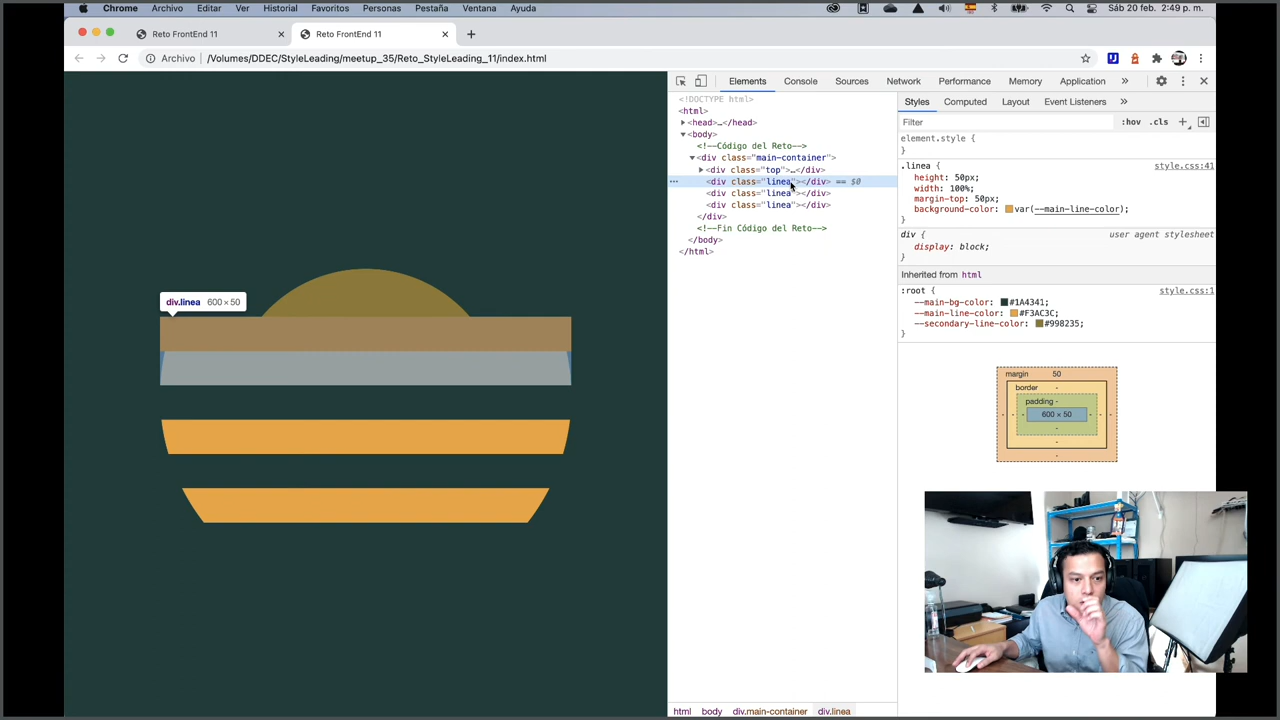 Chrome Archivo Editar Ver Historial Favoritos Personas Pestaña Ventana Ayuda Sáb 20 feb. 2:49 p. m.
Reto FrontEnd 11 × Reto FrontEnd 11 × +
Archivo /Volumes/DDEC/StyleLeading/meetup_35/Reto_StyleLeading_11/index.html
Elements Console Sources Network Performance Memory Application »
<!DOCTYPE html>
<html>
<head>…</head>
<body>
<!--Código del Reto-->
<div class="main-container">
<div class="top">…</div>
<div class="linea"></div> == $0
<div class="linea"></div>
<div class="linea"></div>
</div>
<!--Fin Código del Reto-->
</body>
</html>
Styles Computed Layout Event Listeners »
Filter :hov .cls +
element.style {
}
.linea { style.css:41
height: 50px;
width: 100%;
margin-top: 50px;
background-color: var(--main-line-color);
}
div { user agent stylesheet
display: block;
}
Inherited from html
:root { style.css:1
--main-bg-color: #1A4341;
--main-line-color: #F3AC3C;
--secondary-line-color: #998235;
}
margin 50
border -
padding -
600 × 50
div.linea 600 × 50
html body div.main-container div.linea